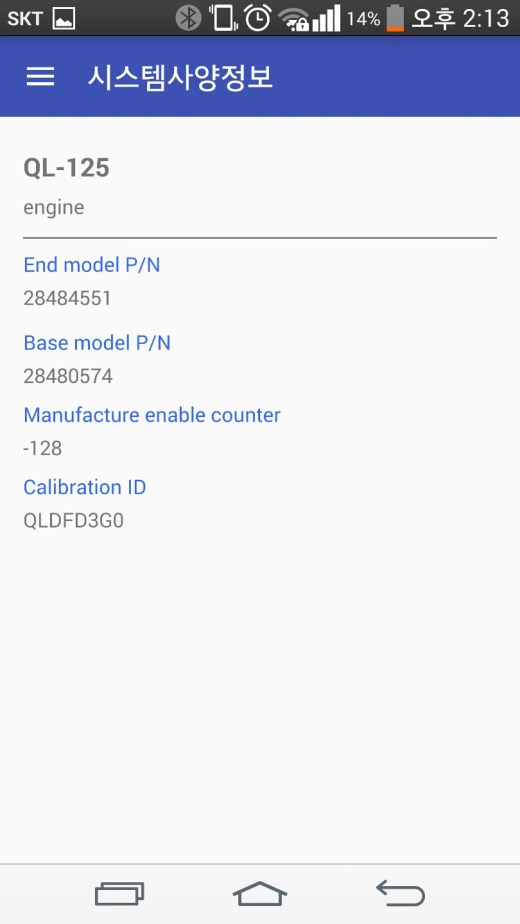 SKT 14% 오후 2:13
시스템사양정보
QL-125
engine
End model P/N
28484551
Base model P/N
28480574
Manufacture enable counter
-128
Calibration ID
QLDFD3G0